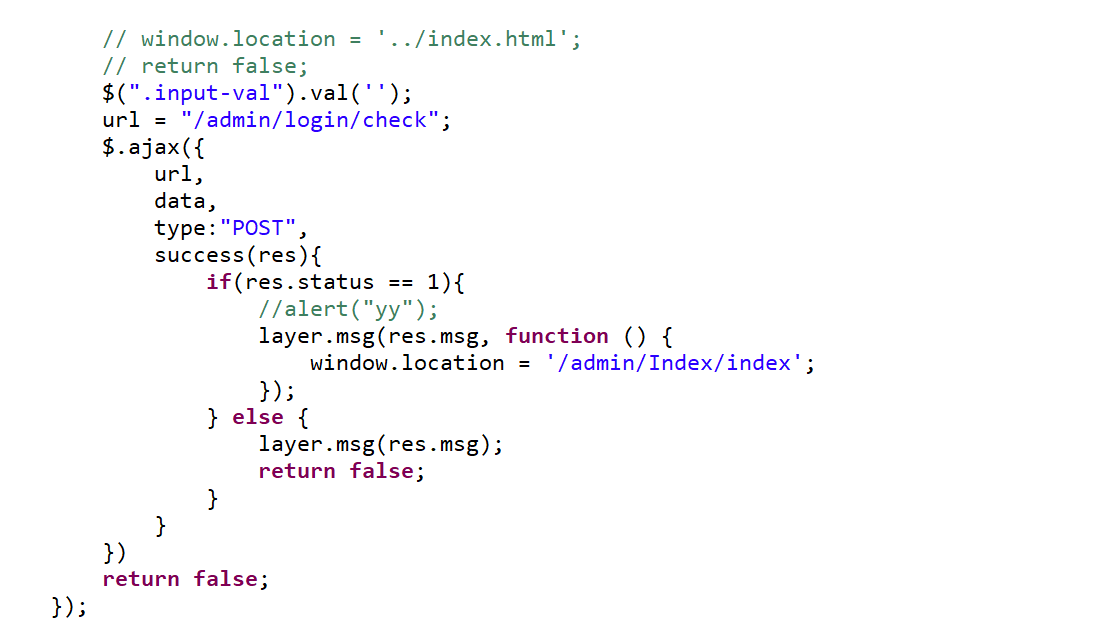 // window.location = '../index.html';
// return false;
$(".input-val").val('');
url = "/admin/login/check";
$.ajax({
url,
data,
type:"POST",
success(res){
if(res.status == 1){
//alert("yy");
layer.msg(res.msg, function () {
window.location = '/admin/Index/index';
});
} else {
layer.msg(res.msg);
return false;
}
}
})
return false;
});